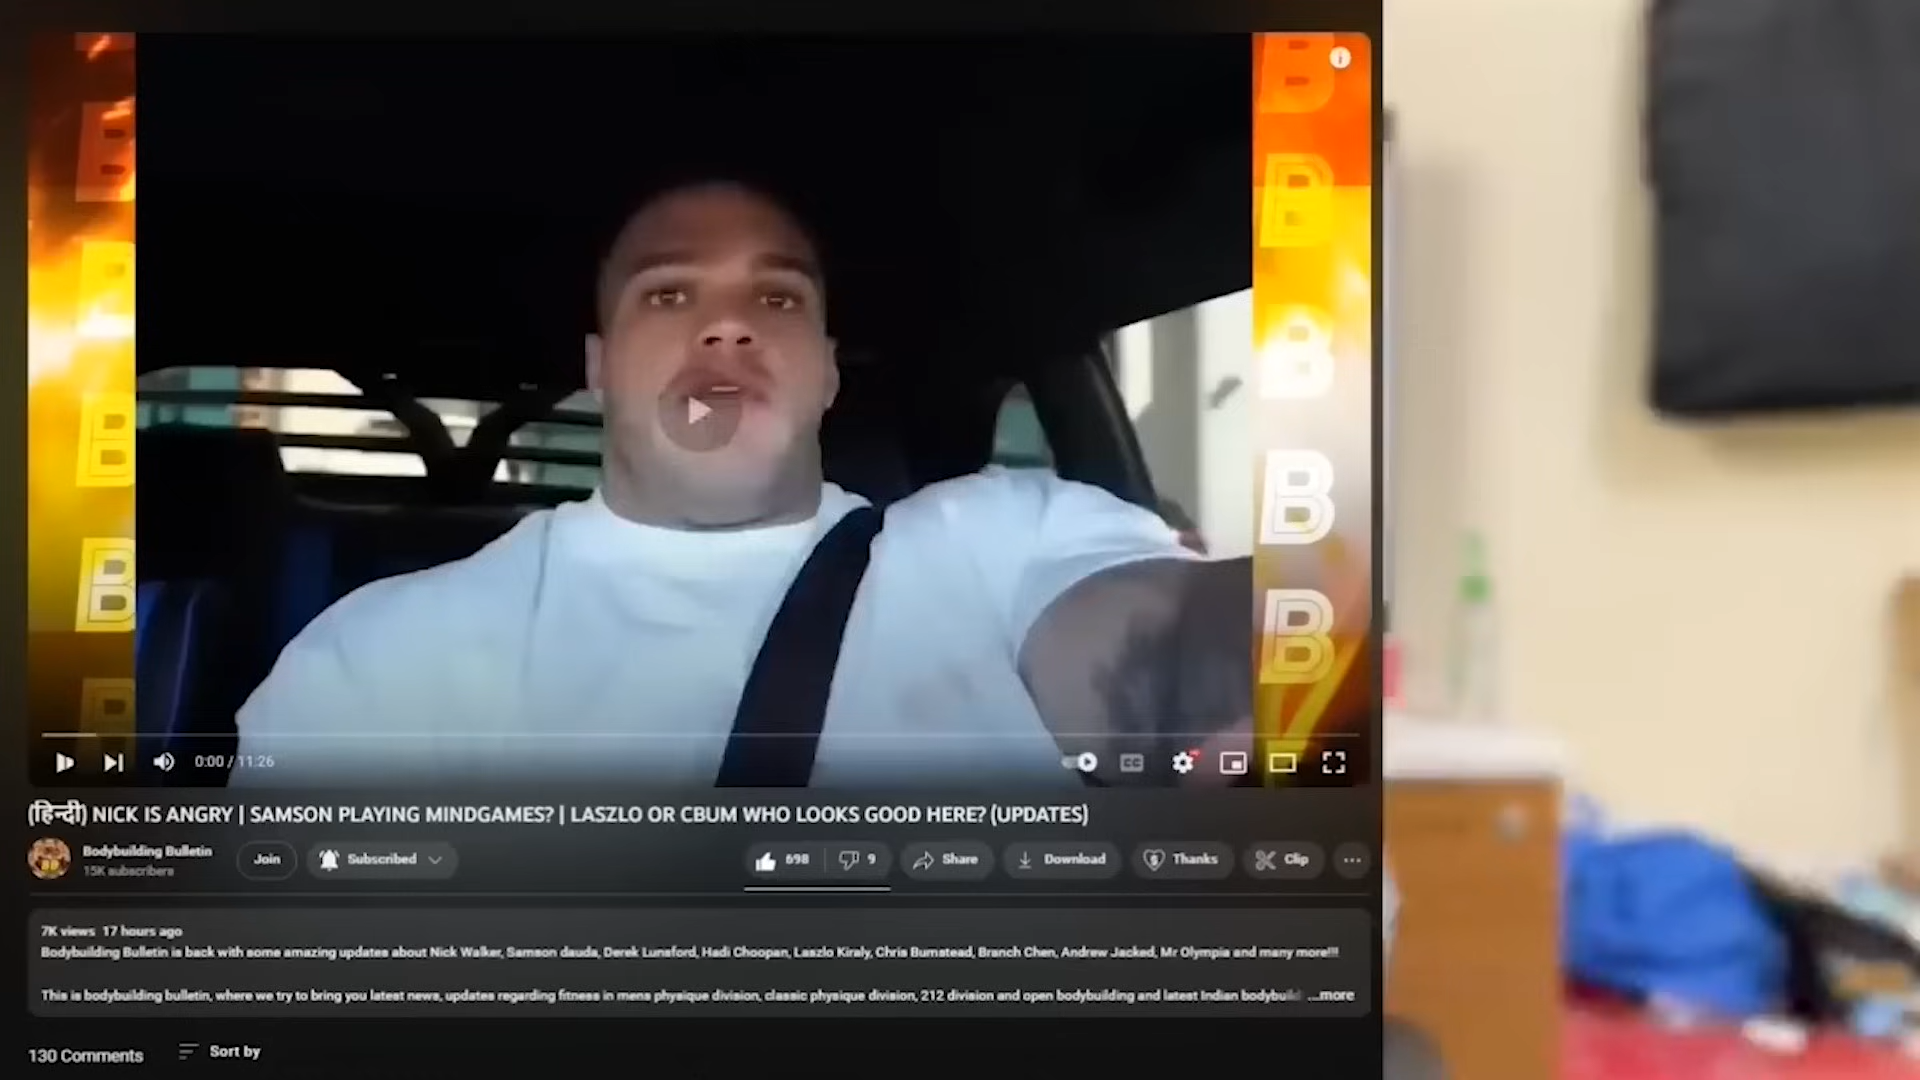 B
B
B
B
B
B
B
B
B
B
0:00 / 11:26
CC
(हिन्दी) NICK IS ANGRY | SAMSON PLAYING MINDGAMES? | LASZLO OR CBUM WHO LOOKS GOOD HERE? (UPDATES)
Bodybuilding Bulletin
15K subscribers
Join
Subscribed
698
9
Share
Download
Thanks
Clip
7K views 17 hours ago
Bodybuilding Bulletin is back with some amazing updates about Nick Walker, Samson dauda, Derek Lunsford, Hadi Choopan, Laszlo Kiraly, Chris Bumstead, Branch Chen, Andrew Jacked, Mr Olympia and many more!!!
This is bodybuilding bulletin, where we try to bring you latest news, updates regarding fitness in mens physique division, classic physique division, 212 division and open bodybuilding and latest Indian bodybuild ...more
130 Comments
Sort by